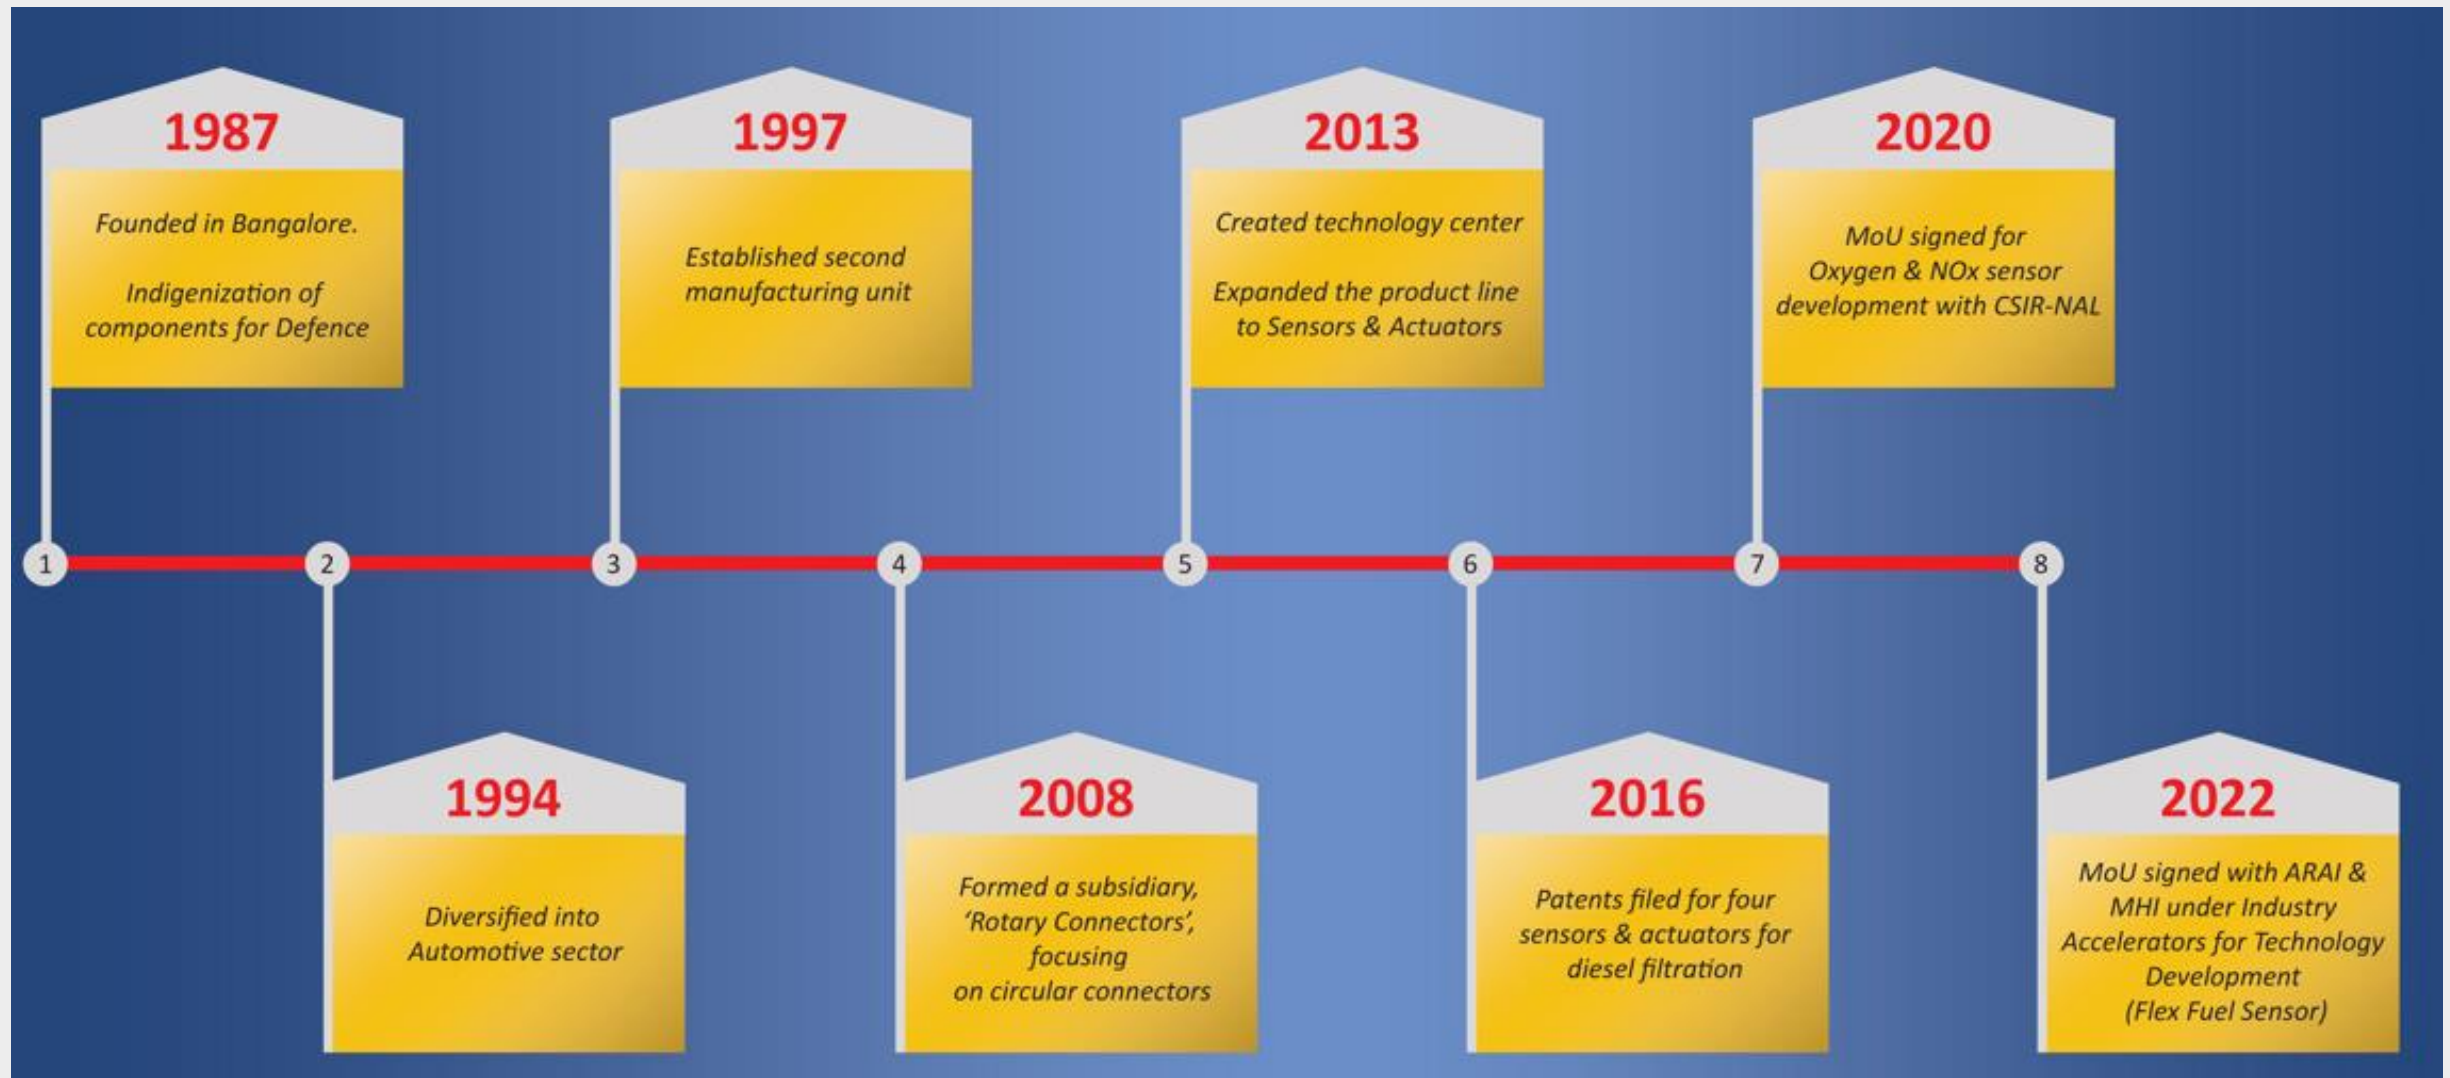 1987
Founded in Bangalore.
Indigenization of
components for Defence
1997
Established second
manufacturing unit
2013
Created technology center
Expanded the product line
to Sensors & Actuators
2020
MoU signed for
Oxygen & NOx sensor
development with CSIR-NAL
1
2
3
4
5
6
7
8
1994
Diversified into
Automotive sector
2008
Formed a subsidiary,
‘Rotary Connectors’,
focusing
on circular connectors
2016
Patents filed for four
sensors & actuators for
diesel filtration
2022
MoU signed with ARAI &
MHI under Industry
Accelerators for Technology
Development
(Flex Fuel Sensor)